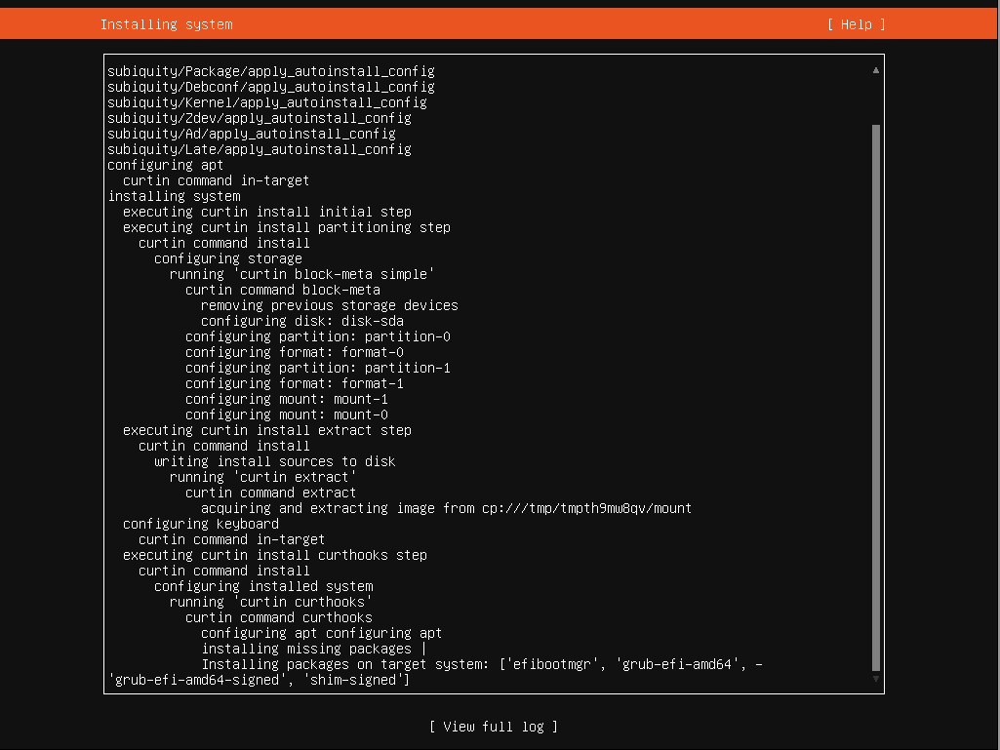 Installing system [ Help ]
subiquity/Package/apply_autoinstall_config
subiquity/Debconf/apply_autoinstall_config
subiquity/Kernel/apply_autoinstall_config
subiquity/Zdev/apply_autoinstall_config
subiquity/Ad/apply_autoinstall_config
subiquity/Late/apply_autoinstall_config
configuring apt
curtin command in-target
installing system
executing curtin install initial step
executing curtin install partitioning step
curtin command install
configuring storage
running 'curtin block-meta simple'
curtin command block-meta
removing previous storage devices
configuring disk: disk-sda
configuring partition: partition-0
configuring format: format-0
configuring partition: partition-1
configuring format: format-1
configuring mount: mount-1
configuring mount: mount-0
executing curtin install extract step
curtin command install
writing install sources to disk
running 'curtin extract'
curtin command extract
acquiring and extracting image from cp:///tmp/tmpth9mw8qv/mount
configuring keyboard
curtin command in-target
executing curtin install curthooks step
curtin command install
configuring installed system
running 'curtin curthooks'
curtin command curthooks
configuring apt configuring apt
installing missing packages |
Installing packages on target system: ['efibootmgr', 'grub-efi-amd64', -
'grub-efi-amd64-signed', 'shim-signed']
[ View full log ]